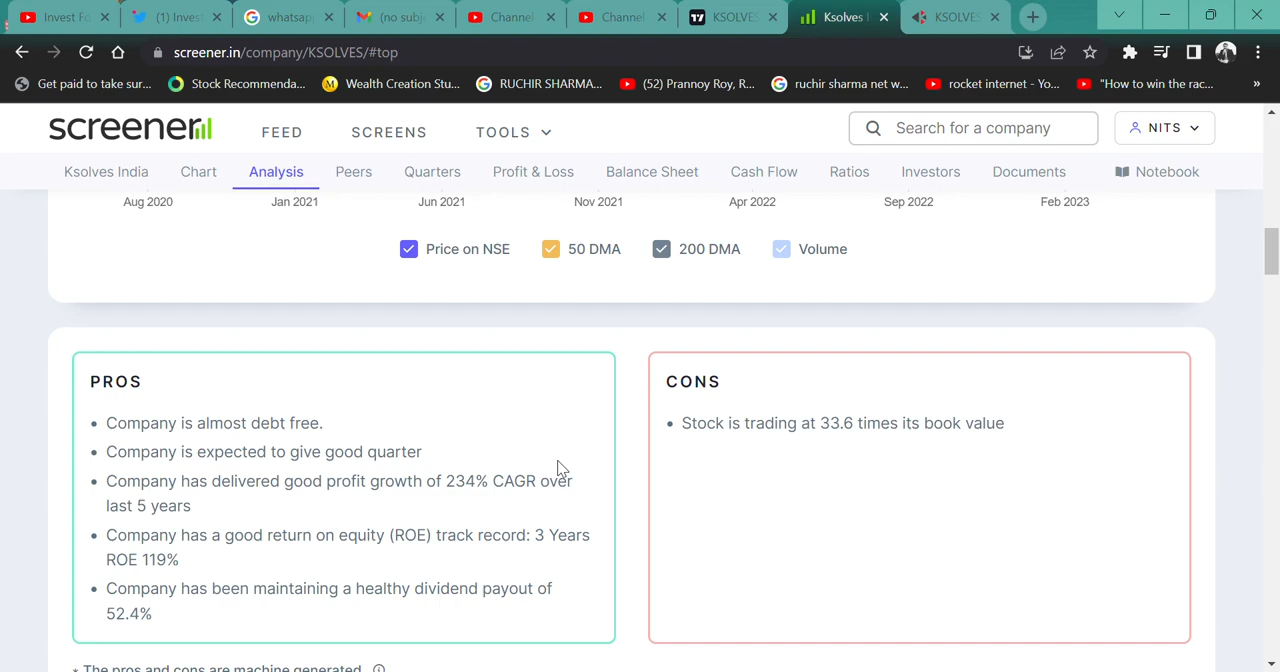 Invest Fo
(1) Invest
whatsap
(no subj
Channel
Channel
KSOLVES
Ksolves
KSOLVES
screener.in/company/KSOLVES/#top
Get paid to take sur...
Stock Recommenda...
Wealth Creation Stu...
RUCHIR SHARMA...
(52) Prannoy Roy, R...
ruchir sharma net w...
rocket internet - Yo...
"How to win the rac...
»
screener
FEED
SCREENS
TOOLS
Search for a company
NITS
Ksolves India
Chart
Analysis
Peers
Quarters
Profit & Loss
Balance Sheet
Cash Flow
Ratios
Investors
Documents
Notebook
Aug 2020
Jan 2021
Jun 2021
Nov 2021
Apr 2022
Sep 2022
Feb 2023
Price on NSE
50 DMA
200 DMA
Volume
PROS
• Company is almost debt free.
• Company is expected to give good quarter
• Company has delivered good profit growth of 234% CAGR over
last 5 years
• Company has a good return on equity (ROE) track record: 3 Years
ROE 119%
• Company has been maintaining a healthy dividend payout of
52.4%
CONS
• Stock is trading at 33.6 times its book value
* The pros and cons are machine generated.